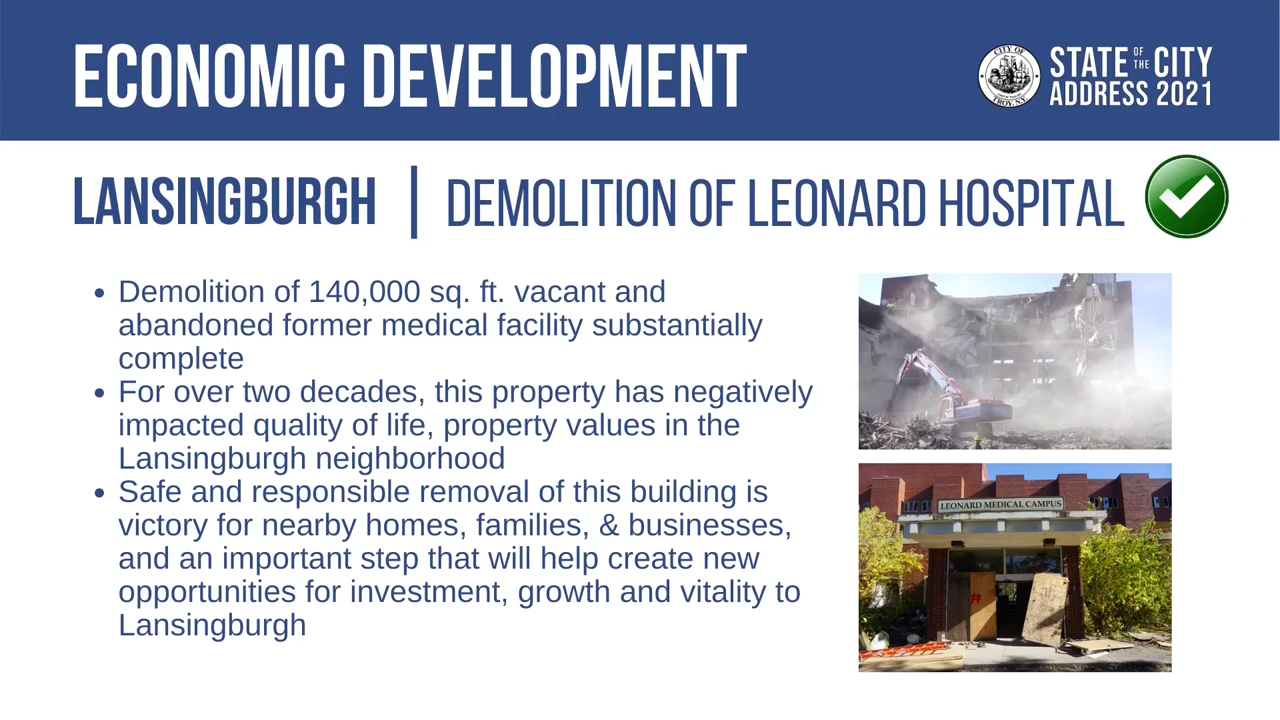 ECONOMIC DEVELOPMENT
CITY OF
TROY, N.Y.
STATE OF THE CITY
ADDRESS 2021
LANSINGBURGH | DEMOLITION OF LEONARD HOSPITAL
• Demolition of 140,000 sq. ft. vacant and
abandoned former medical facility substantially
complete
• For over two decades, this property has negatively
impacted quality of life, property values in the
Lansingburgh neighborhood
• Safe and responsible removal of this building is
victory for nearby homes, families, & businesses,
and an important step that will help create new
opportunities for investment, growth and vitality to
Lansingburgh
LEONARD MEDICAL CAMPUS